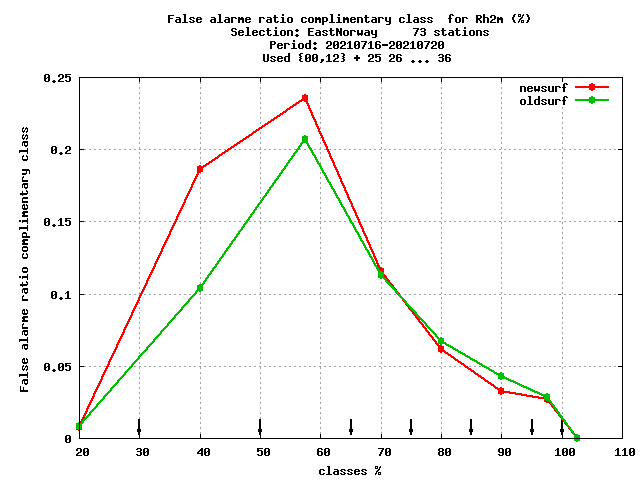 False alarme ratio complimentary class  for Rh2m (%)
Selection: EastNorway     73 stations
Period: 20210716-20210720
Used {00,12} + 25 26 ... 36
newsurf
oldsurf
False alarme ratio complimentary class
0.25
0.2
0.15
0.1
0.05
0
20 30 40 50 60 70 80 90 100 110
classes %